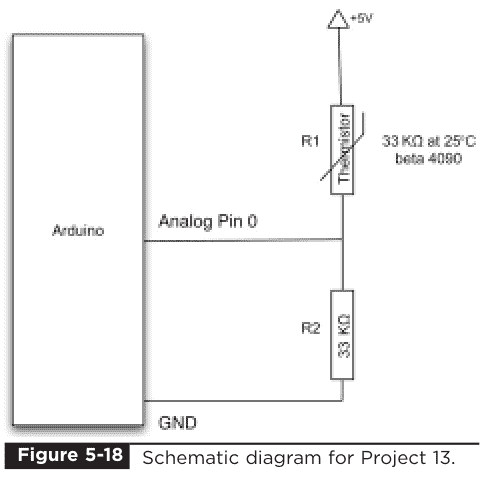 +5V
R1
Thermistor
33 KΩ at 25°C
beta 4090
Analog Pin 0
Arduino
R2
33 KΩ
GND
Figure 5-18 Schematic diagram for Project 13.